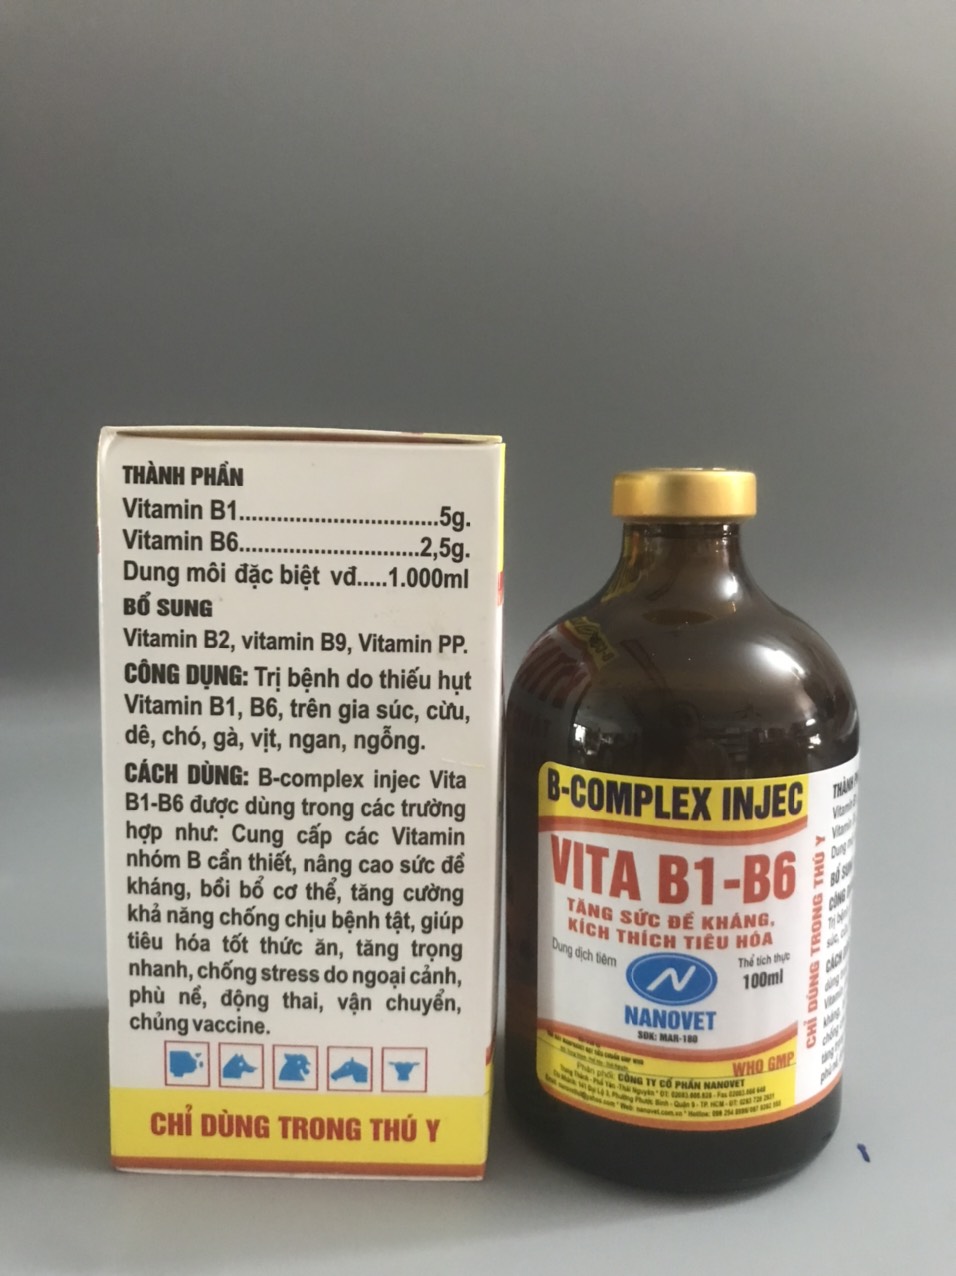 THÀNH PHẦN
Vitamin B1................................5g.
Vitamin B6.............................2,5g.
Dung môi đặc biệt vđ.....1.000ml
BỔ SUNG
Vitamin B2, vitamin B9, Vitamin PP.
CÔNG DỤNG: Trị bệnh do thiếu hụt
Vitamin B1, B6, trên gia súc, cừu,
dê, chó, gà, vịt, ngan, ngỗng.
CÁCH DÙNG: B-complex injec Vita
B1-B6 được dùng trong các trường
hợp như: Cung cấp các Vitamin
nhóm B cần thiết, nâng cao sức đề
kháng, bồi bổ cơ thể, tăng cường
khả năng chống chịu bệnh tật, giúp
tiêu hóa tốt thức ăn, tăng trọng
nhanh, chống stress do ngoại cảnh,
phù nề, động thai, vận chuyển,
chủng vaccine.
CHỈ DÙNG TRONG THÚ Y
B-COMPLEX INJEC
VITA B1-B6
TĂNG SỨC ĐỀ KHÁNG,
KÍCH THÍCH TIÊU HÓA
Dung dịch tiêm
Thể tích thực
100ml
N
NANOVET
SĐK: MAR-180
WHO GMP
Phân phối: CÔNG TY CỔ PHẦN NANOVET
CHỈ DÙNG TRONG THÚ Y